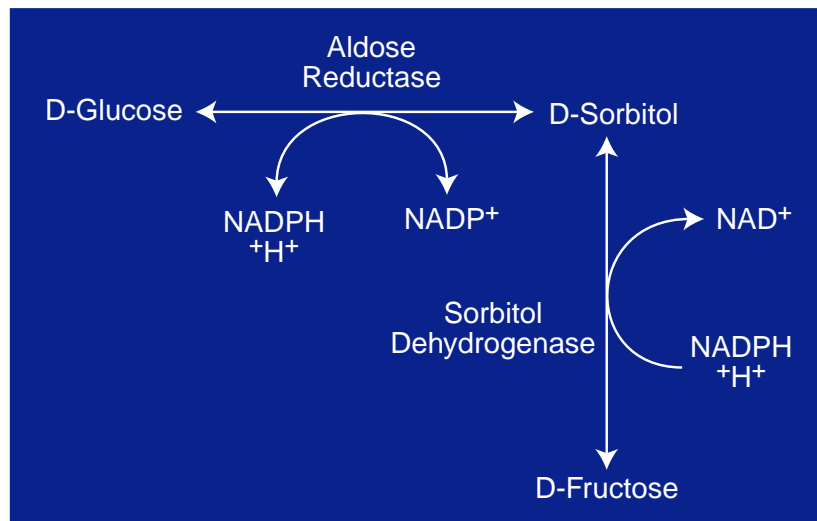 Aldose
Reductase
D-Glucose
D-Sorbitol
NADPH
+H+
NADP+
NAD+
Sorbitol
Dehydrogenase
NADPH
+H+
D-Fructose